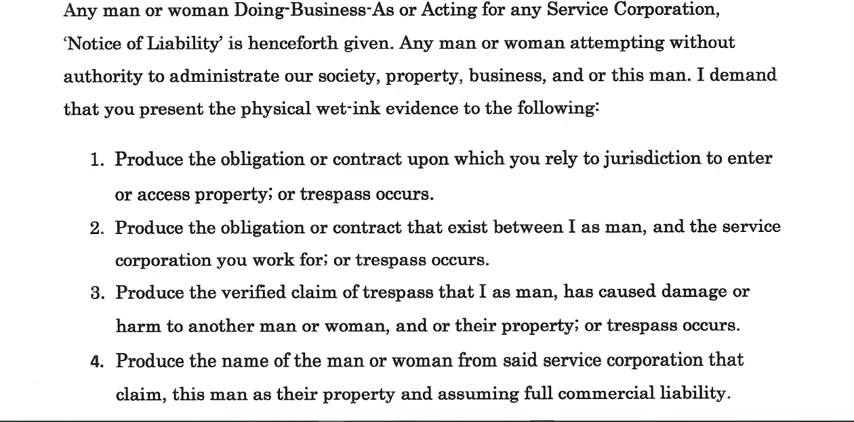 Any man or woman Doing-Business-As or Acting for any Service Corporation,
‘Notice of Liability’ is henceforth given. Any man or woman attempting without
authority to administrate our society, property, business, and or this man. I demand
that you present the physical wet-ink evidence to the following:
1. Produce the obligation or contract upon which you rely to jurisdiction to enter
or access property; or trespass occurs.
2. Produce the obligation or contract that exist between I as man, and the service
corporation you work for; or trespass occurs.
3. Produce the verified claim of trespass that I as man, has caused damage or
harm to another man or woman, and or their property; or trespass occurs.
4. Produce the name of the man or woman from said service corporation that
claim, this man as their property and assuming full commercial liability.